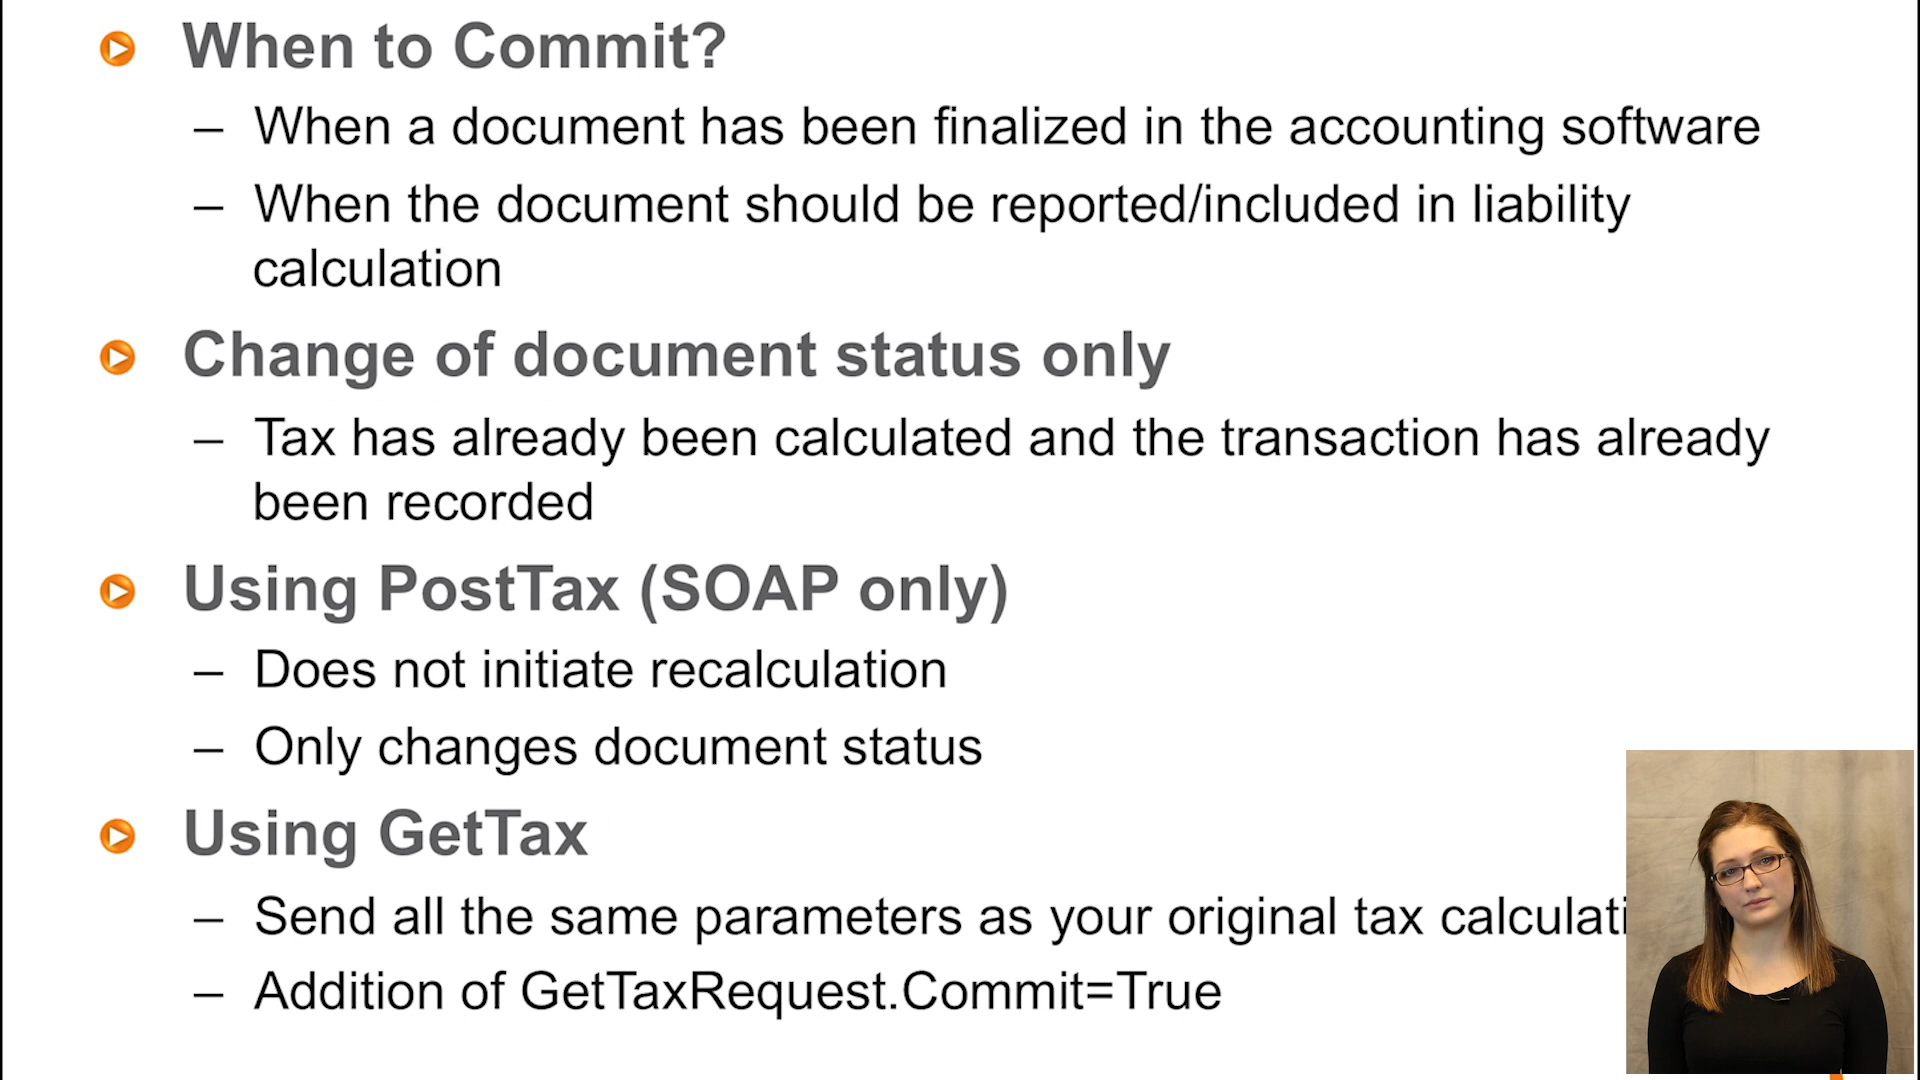 When to Commit?
– When a document has been finalized in the accounting software
– When the document should be reported/included in liability
calculation
Change of document status only
– Tax has already been calculated and the transaction has already
been recorded
Using PostTax (SOAP only)
– Does not initiate recalculation
– Only changes document status
Using GetTax
– Send all the same parameters as your original tax
– Addition of GetTaxRequest.Commit=True